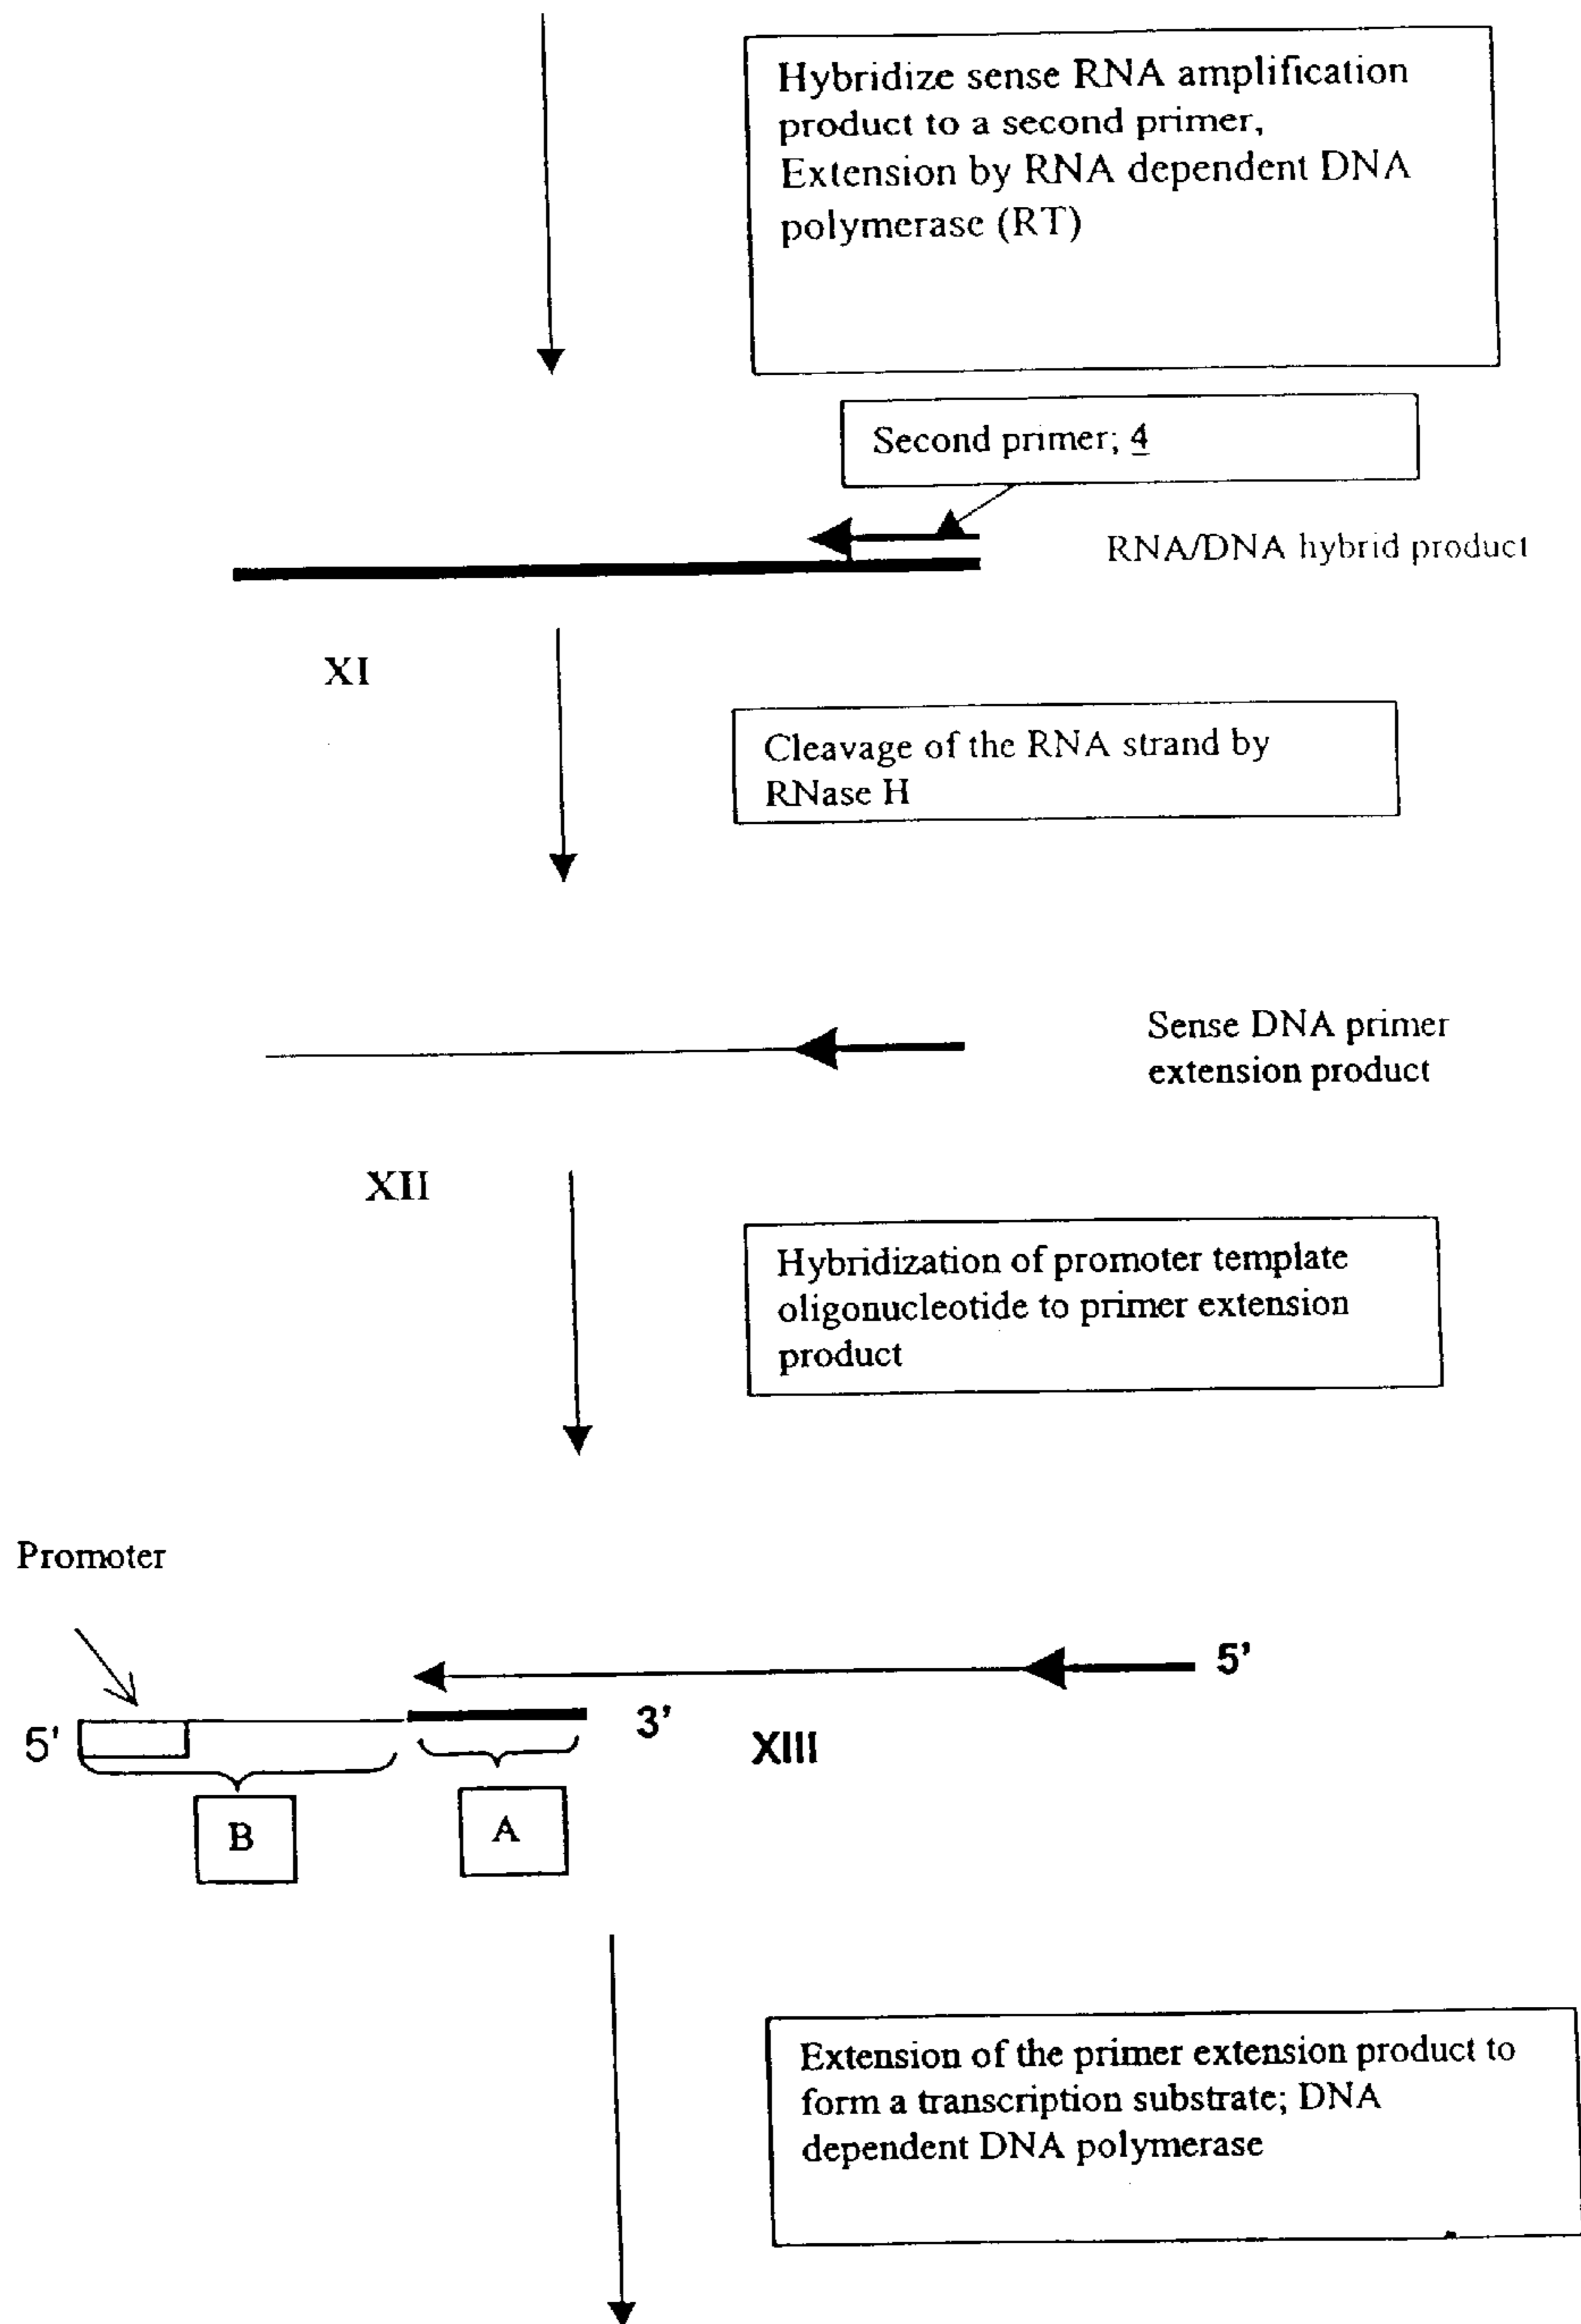 Hybridize sense RNA amplification
product to a second primer,
Extension by RNA dependent DNA
polymerase (RT)
Second primer; 4
RNA/DNA hybrid product
XI
Cleavage of the RNA strand by
RNase H
Sense DNA primer
extension product
XII
Hybridization of promoter template
oligonucleotide to primer extension
product
Promoter
5'
5'
3'
XIII
B
A
Extension of the primer extension product to
form a transcription substrate; DNA
dependent DNA polymerase